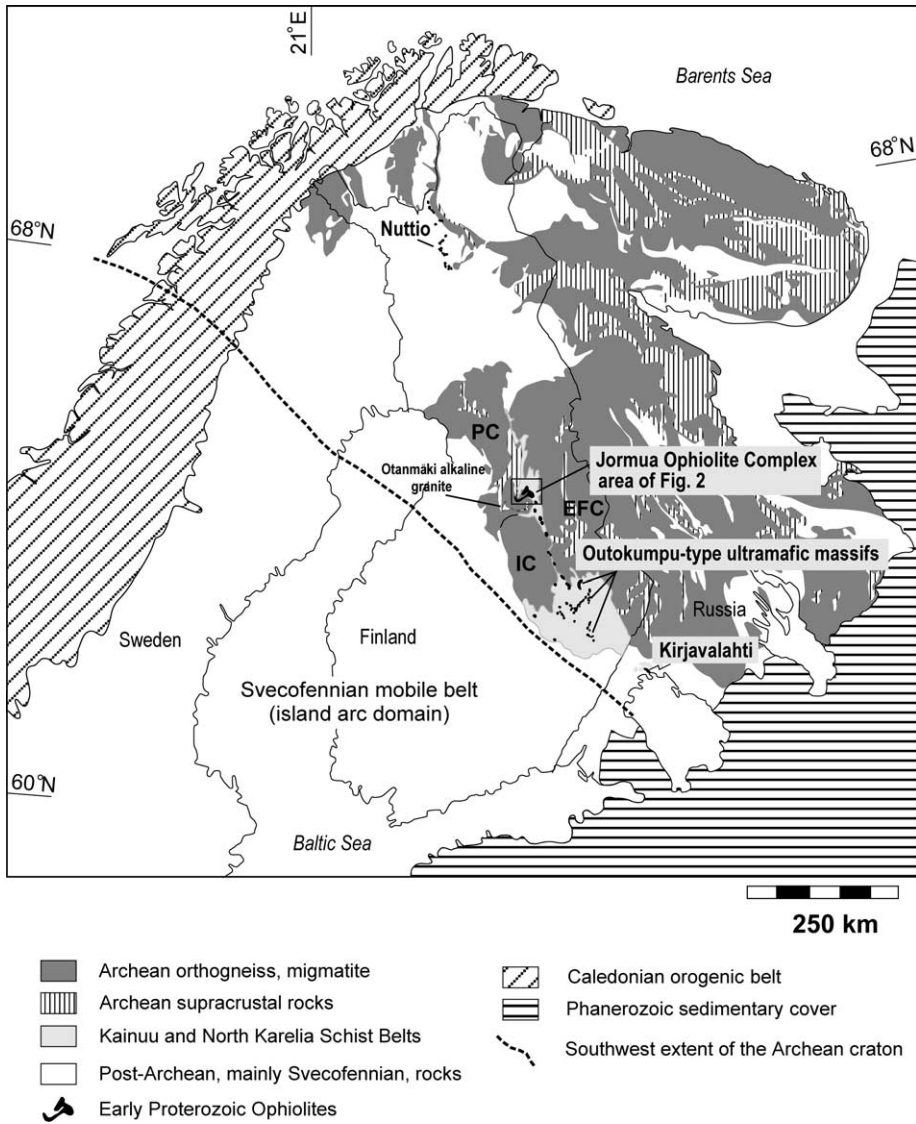 21°E
Barents Sea
68°N
68°N
Nuttio
PC
Jormua Ophiolite Complex
area of Fig. 2
Otanmäki alkaline
granite
EFC
IC
Outokumpu-type ultramafic massifs
Russia
Sweden
Finland
Kirjavalahti
Svecofennian mobile belt
(island arc domain)
60°N
Baltic Sea
250 km
Archean orthogneiss, migmatite
Archean supracrustal rocks
Kainuu and North Karelia Schist Belts
Post-Archean, mainly Svecofennian, rocks
Early Proterozoic Ophiolites
Caledonian orogenic belt
Phanerozoic sedimentary cover
Southwest extent of the Archean craton